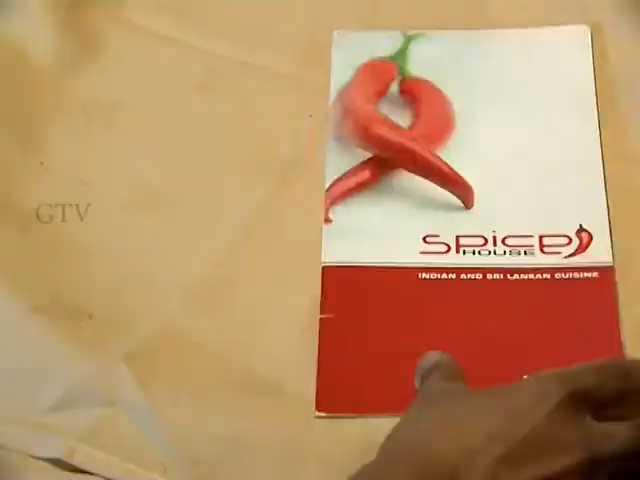 GTV
SPICE
HOUSE
INDIAN AND SRI LANKAN CUISINE